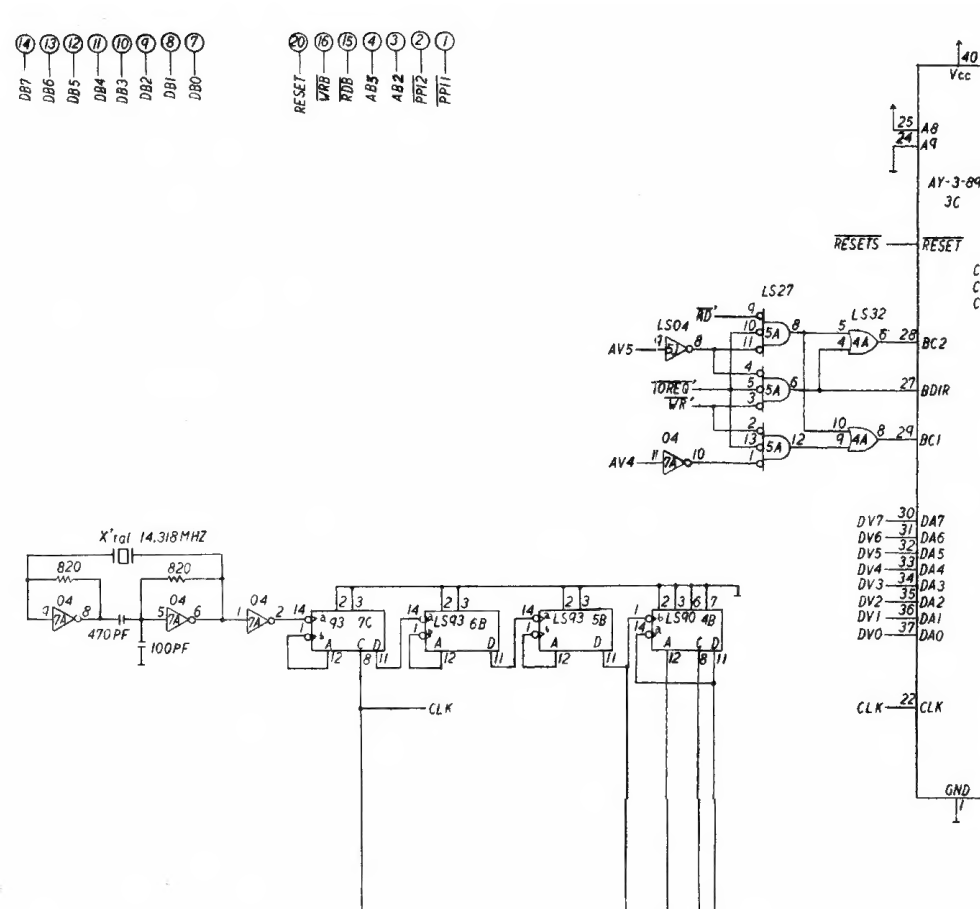 14 13 12 11 10 9 8 7
DB7 DB6 DB5 DB4 DB3 DB2 DB1 DB0
20 16 15 4 3 2 1
RESET WRB RDB AB3 AB2 PPI2 PPI1
40
Vcc
25 A8
24 A9
AY-3-89
3C
RESETS RESET
C
C
C
LS27
RD' 9
10
11
5A 8
LS04
AV5 9 5J 8
LS32
5
4 4A 6 28 BC2
4
IOREQ' 5 5A 6 27 BDIR
WR' 3
2
13
1 5A 12
10
9 4A 8 29 BC1
04
AV4 11 7A 10
DV7 30 DA7
DV6 31 DA6
DV5 32 DA5
DV4 33 DA4
DV3 34 DA3
DV2 35 DA2
DV1 36 DA1
DV0 37 DA0
X'tal 14,318MHZ
820 820
04 04 04
9 7A 8 5 7A 6 1 7A 2
470PF
100PF
14 2 3
1 a 93 7C
b
A C D
12 8 11
14 2 3
1 a LS93 6B
A D
12 11
14 2 3
1 a LS93 5B
b
A D
12 11
1 2 3 6 7
14 b LS90 4B
a
A C D
12 8 11
CLK
CLK 22 CLK
GND
1